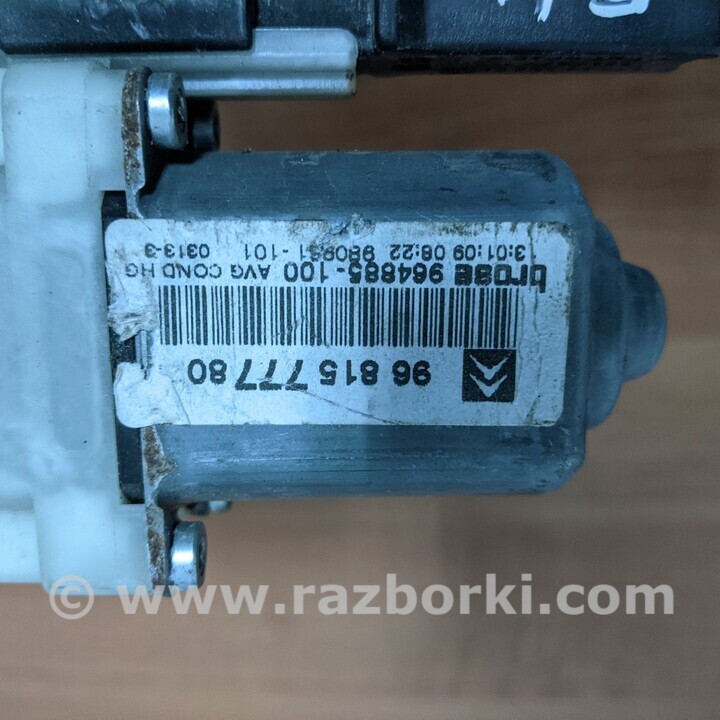 96 815 777 80
brose 964885-100 AVG COND HG
13:01:09 08:22 980961 -101 0313-3
© www.razborki.com